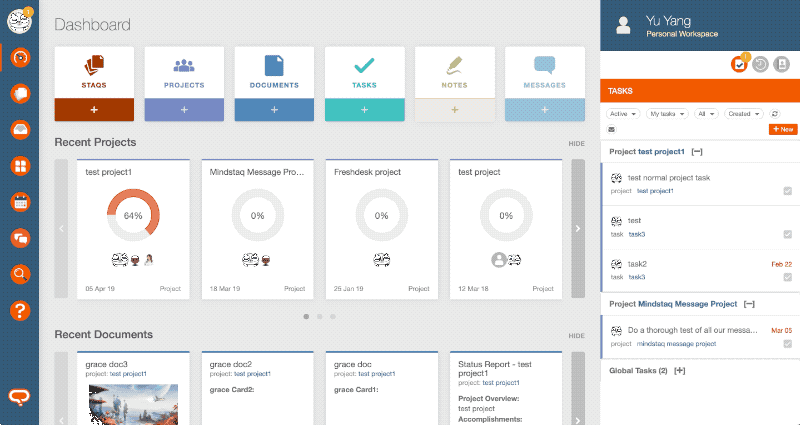 Dashboard
STAQS
PROJECTS
DOCUMENTS
TASKS
NOTES
MESSAGES
+
+
+
+
+
+
Recent Projects
HIDE
test project1
64%
05 Apr 19
Project
Mindstaq Message Pro...
0%
18 Mar 19
Project
Freshdesk project
0%
25 Jan 19
Project
test project
0%
12 Mar 18
Project
Recent Documents
HIDE
grace doc3
project: test project1
grace doc2
project: test project1
grace Card2:
grace doc
project: test project1
grace Card1:
Status Report - test
project1
project: test project1
Project Overview:
test project
Accomplishments:
Yu Yang
Personal Workspace
TASKS
Active
My tasks
All
Created
+ New
Project test project1 [—]
test normal project task
project test project1
test
task task3
task2
Feb 22
task task3
Project Mindstaq Message Project [—]
Do a thorough test of all our messa...
Mar 05
project mindstaq message project
Global Tasks (2) [+]